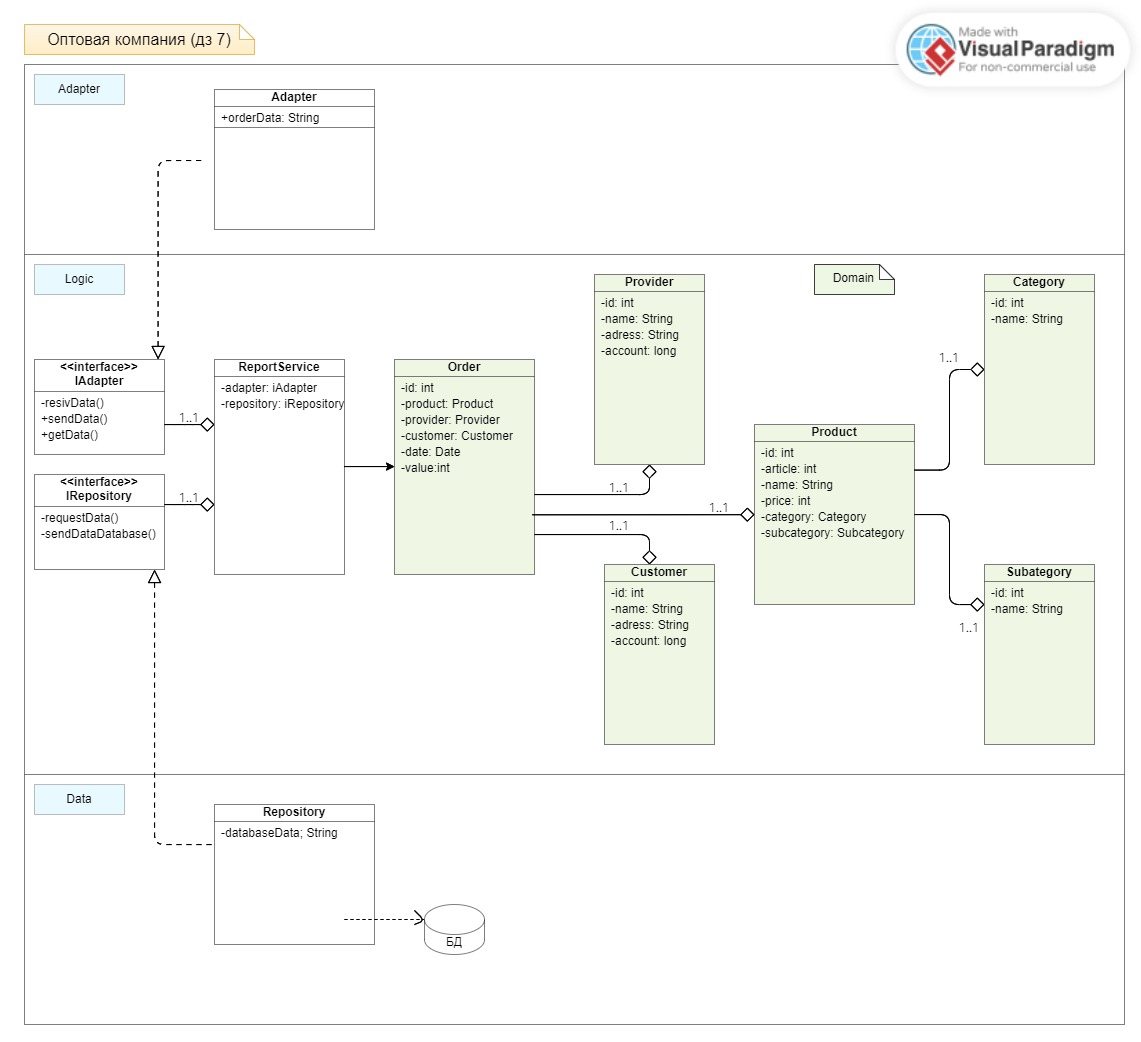 Оптовая компания (дз 7)
Made with
Visual Paradigm
For non-commercial use
Adapter
Adapter
+orderData: String
Logic
Domain
Provider
-id: int
-name: String
-adress: String
-account: long
Category
-id: int
-name: String
<<interface>>
IAdapter
-resivData()
+sendData()
+getData()
1..1
ReportService
-adapter: iAdapter
-repository: iRepository
Order
-id: int
-product: Product
-provider: Provider
-customer: Customer
-date: Date
-value:int
1..1
Product
-id: int
-article: int
-name: String
-price: int
-category: Category
-subcategory: Subcategory
<<interface>>
IRepository
-requestData()
-sendDataDatabase()
1..1
1..1
1..1
1..1
Customer
-id: int
-name: String
-adress: String
-account: long
Subategory
-id: int
-name: String
1..1
Data
Repository
-databaseData; String
БД